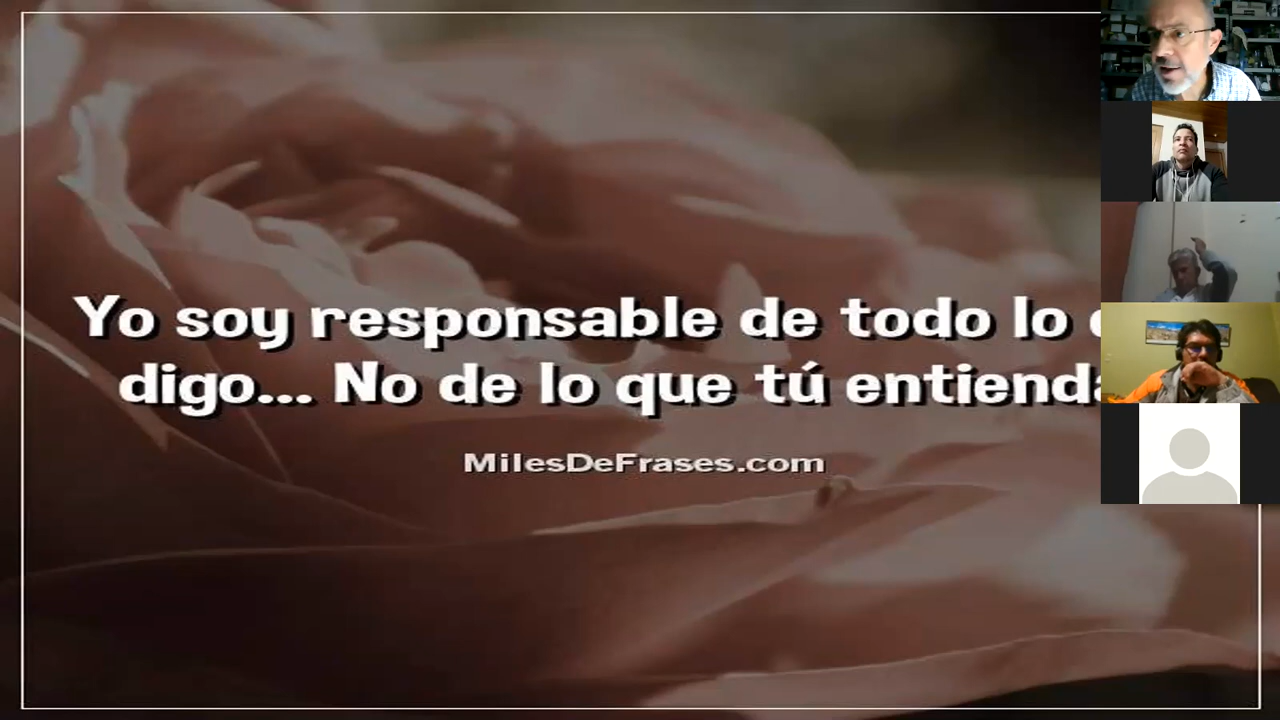 Yo soy responsable de todo lo
digo... No de lo que tú
MilesDeFrases.com